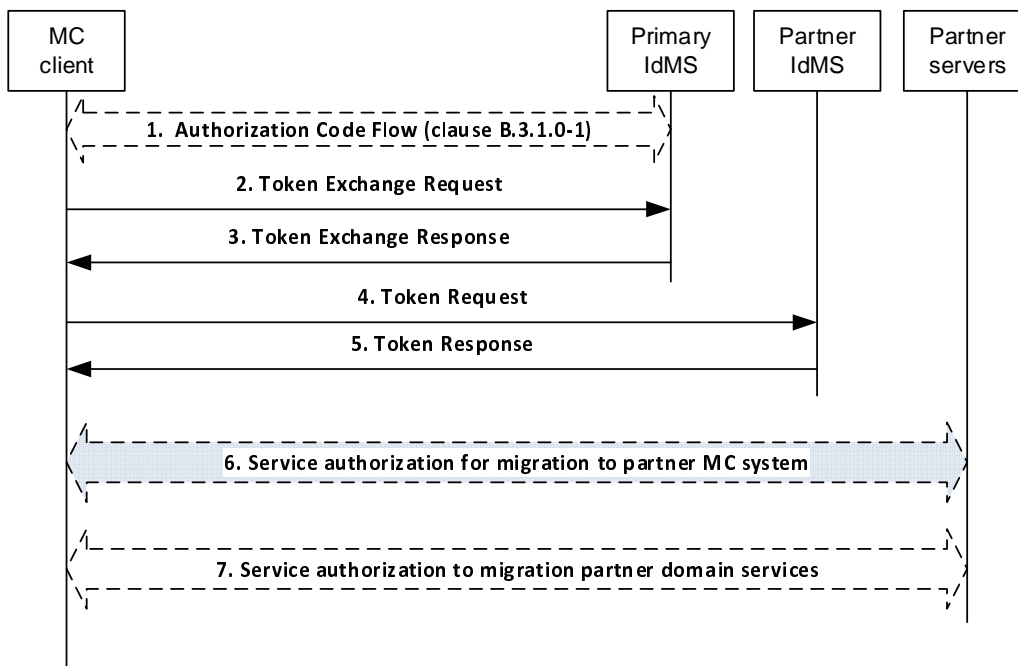 MC
client
Primary
IdMS
Partner
IdMS
Partner
servers
1. Authorization Code Flow (clause B.3.1.0-1)
2. Token Exchange Request
3. Token Exchange Response
4. Token Request
5. Token Response
6. Service authorization for migration to partner MC system
7. Service authorization to migration partner domain services